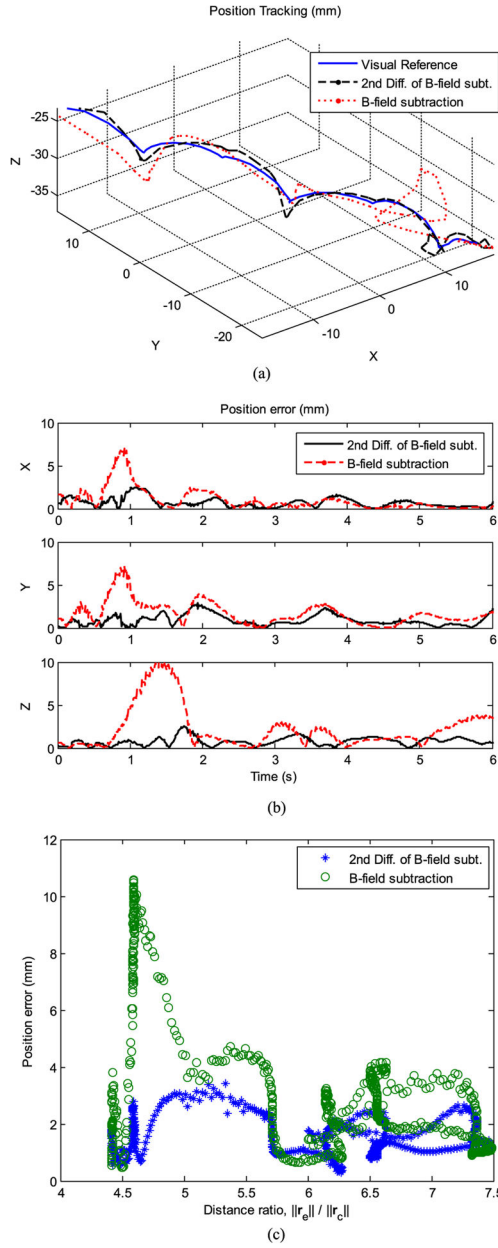 Position Tracking (mm)
Visual Reference
2nd Diff. of B-field subt.
B-field subtraction
Z
-25
-30
-35
10
0
-10
-20
Y
-10
0
10
X
(a)
Position error (mm)
2nd Diff. of B-field subt.
B-field subtraction
X
10
5
0
0 1 2 3 4 5 6
Y
10
5
0
0 1 2 3 4 5 6
Z
10
5
0
0 1 2 3 4 5 6
Time (s)
(b)
2nd Diff. of B-field subt.
B-field subtraction
Position error (mm)
12
10
8
6
4
2
0
4 4.5 5 5.5 6 6.5 7 7.5
Distance ratio, ||r_e|| / ||r_c||
(c)